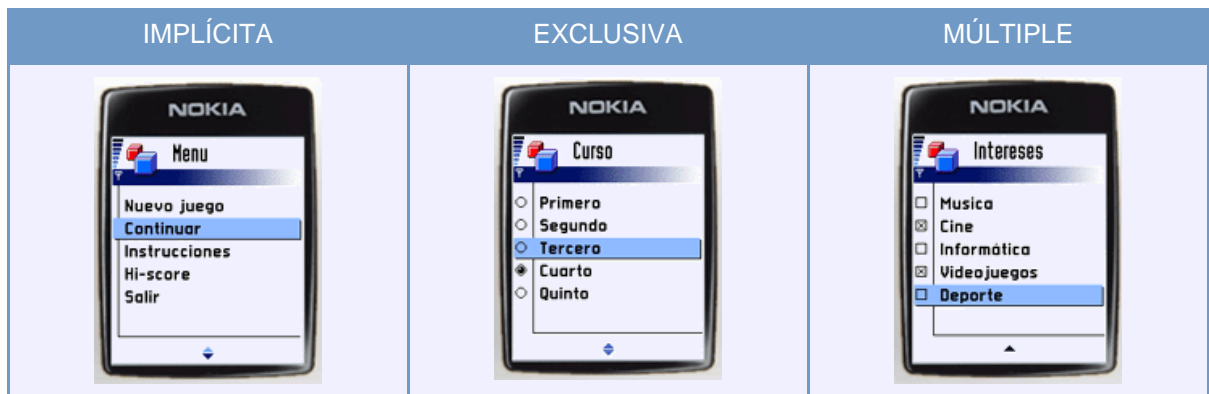 IMPLÍCITA
EXCLUSIVA
MÚLTIPLE
NOKIA
Menu
Nuevo juego
Continuar
Instrucciones
Hi-score
Salir
NOKIA
Curso
Primero
Segundo
Tercero
Cuarto
Quinto
NOKIA
Intereses
Musica
Cine
Informática
Videojuegos
Deporte